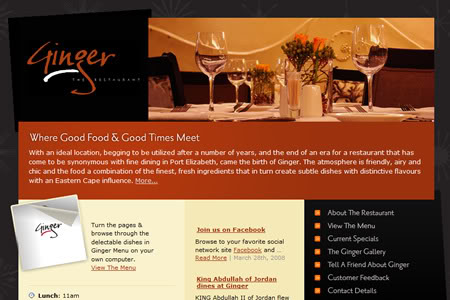 Ginger
THE RESTAURANT
Where Good Food & Good Times Meet
With an ideal location, begging to be utilized after a number of years, and the end of an era for a restaurant that has
come to be synonymous with fine dining in Port Elizabeth, came the birth of Ginger. The atmosphere is friendly, airy and
chic and the food a combination of the finest, fresh ingredients that in turn create subtle dishes with distinctive flavours
with an Eastern Cape influence. More...
Ginger
Turn the pages &
browse through the
delectable dishes in
Ginger Menu on your
own computer.
View The Menu
Lunch: 11am
Join us on Facebook
Browse to your favorite social
network site Facebook and ...
Read More | March 28th, 2008
King Abdullah of Jordan
dines at Ginger
KING Abdullah II of Jordan flew
About The Restaurant
View The Menu
Current Specials
The Ginger Gallery
Tell A Friend About Ginger
Customer Feedback
Contact Details